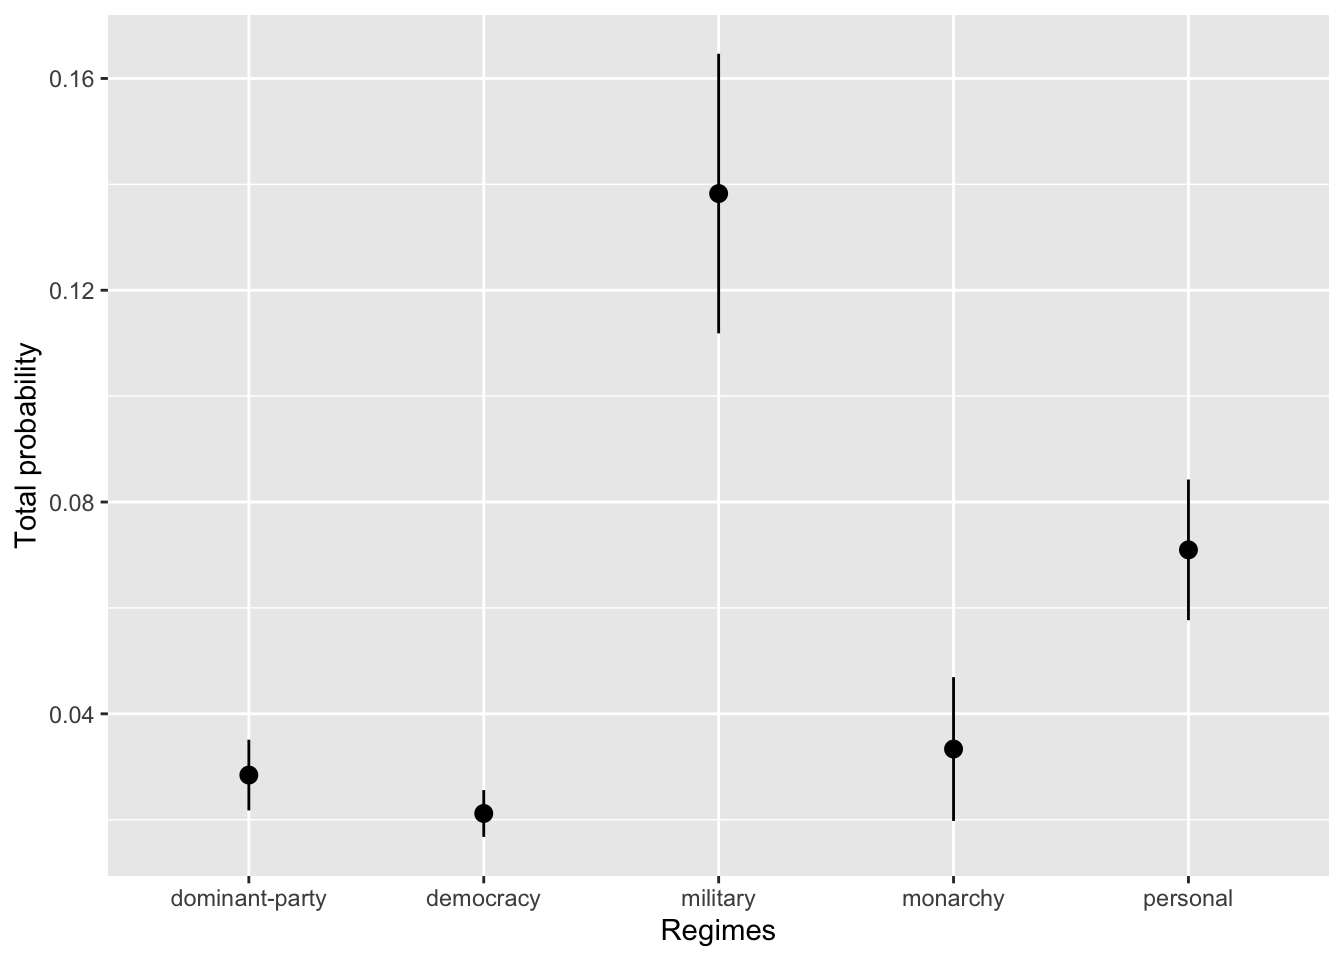 0.16
0.12
0.08
0.04
Total probability
dominant-party
democracy
military
monarchy
personal
Regimes